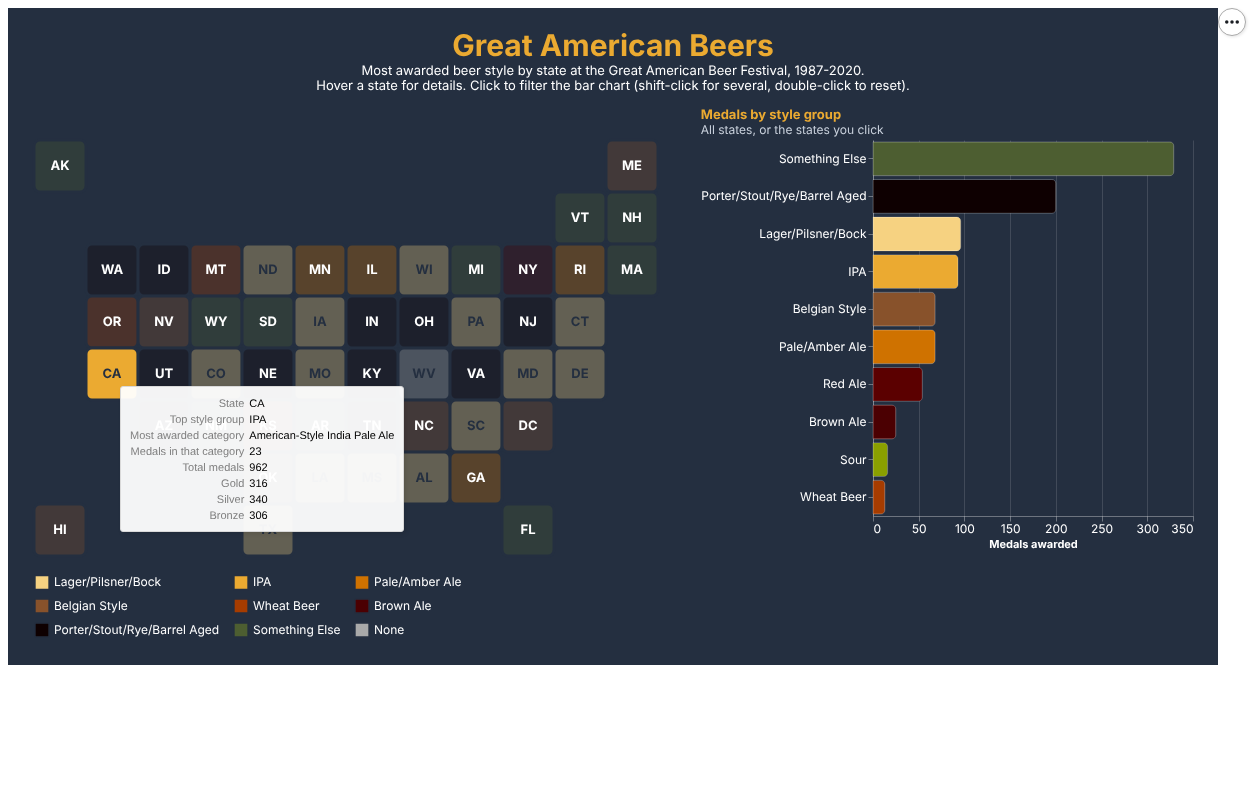 Great American Beers
Most awarded beer style by state at the Great American Beer Festival, 1987-2020.
Hover a state for details. Click to filter the bar chart (shift-click for several, double-click to reset).
AK
ME
VT
NH
WA ID MT ND MN IL WI MI NY RI MA
OR NV WY SD IA IN OH PA NJ CT
CA UT CO NE MO KY WV VA MD DE
NC SC DC
AL GA
HI
FL
State CA
Top style group IPA
Most awarded category American-Style India Pale Ale
Medals in that category 23
Total medals 962
Gold 316
Silver 340
Bronze 306
Lager/Pilsner/Bock IPA Pale/Amber Ale
Belgian Style Wheat Beer Brown Ale
Porter/Stout/Rye/Barrel Aged Something Else None
Medals by style group
All states, or the states you click
Something Else
Porter/Stout/Rye/Barrel Aged
Lager/Pilsner/Bock
IPA
Belgian Style
Pale/Amber Ale
Red Ale
Brown Ale
Sour
Wheat Beer
0 50 100 150 200 250 300 350
Medals awarded